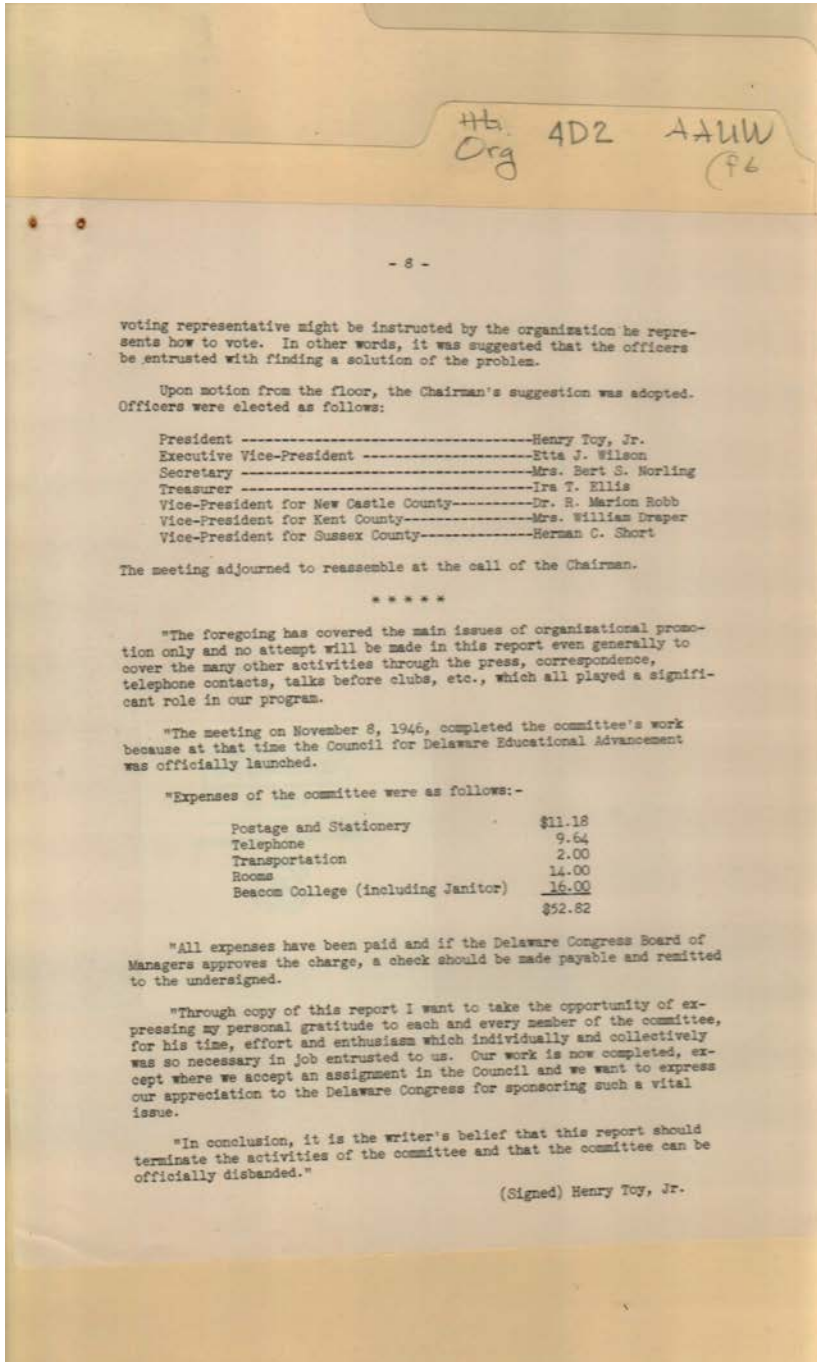 Org 4D2 AAUW
- 8 -
voting representative might be instructed by the organization he repre-
sents how to vote. In other words, it was suggested that the officers
be entrusted with finding a solution of the problem.
Upon motion from the floor, the Chairman's suggestion was adopted.
Officers were elected as follows:
President -----------------------------------Henry Toy, Jr.
Executive Vice-President --------------------Etta J. Wilson
Secretary -----------------------------------Mrs. Bert S. Norling
Treasurer -----------------------------------Ira T. Ellis
Vice-President for New Castle County----------Dr. R. Marion Robb
Vice-President for Kent County----------------Mrs. William Draper
Vice-President for Sussex County--------------Herman C. Short
The meeting adjourned to reassemble at the call of the Chairman.
* * * * *
"The foregoing has covered the main issues of organizational promo-
tion only and no attempt will be made in this report even generally to
cover the many other activities through the press, correspondence,
telephone contacts, talks before clubs, etc., which all played a signifi-
cant role in our program.
"The meeting on November 8, 1946, completed the committee's work
because at that time the Council for Delaware Educational Advancement
was officially launched.
"Expenses of the committee were as follows:-
Postage and Stationery $11.18
Telephone 9.64
Transportation 2.00
Rooms 14.00
Beacom College (including Janitor) 16.00
$52.82
"All expenses have been paid and if the Delaware Congress Board of
Managers approves the charge, a check should be made payable and remitted
to the undersigned.
"Through copy of this report I want to take the opportunity of ex-
pressing my personal gratitude to each and every member of the committee,
for his time, effort and enthusiasm which individually and collectively
was so necessary in job entrusted to us. Our work is now completed, ex-
cept where we accept an assignment in the Council and we want to express
our appreciation to the Delaware Congress for sponsoring such a vital
issue.
"In conclusion, it is the writer's belief that this report should
terminate the activities of the committee and that the committee can be
officially disbanded."
(Signed) Henry Toy, Jr.